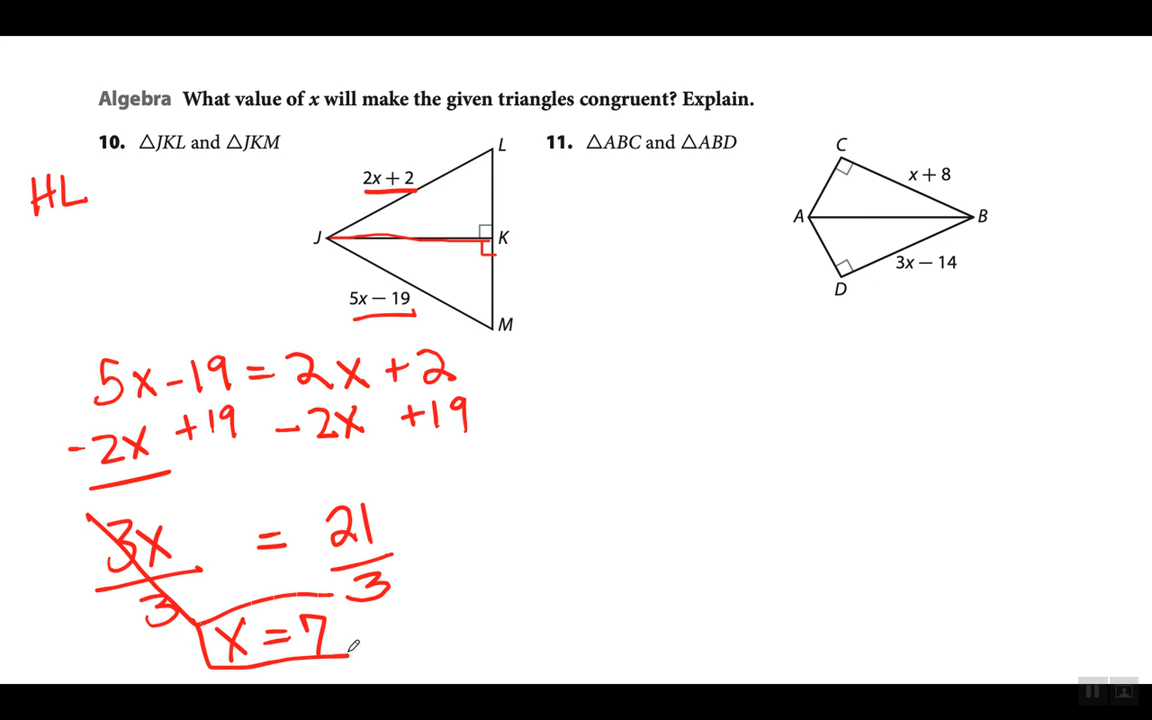 Algebra What value of x will make the given triangles congruent? Explain.
10. △JKL and △JKM
11. △ABC and △ABD
HL
L
2x + 2
J
K
5x − 19
M
C
x + 8
A
B
3x − 14
D
5x - 19 = 2x + 2
- 2x + 19 - 2x + 19
3x = 21
3 3
x = 7